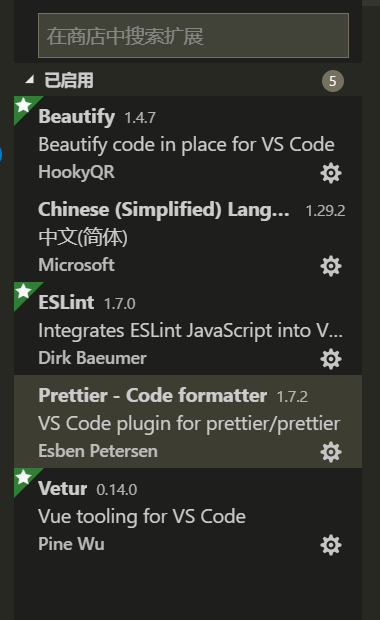 在商店中搜索扩展
已启用 5
Beautify 1.4.7
Beautify code in place for VS Code
HookyQR
Chinese (Simplified) Lang... 1.29.2
中文(简体)
Microsoft
ESLint 1.7.0
Integrates ESLint JavaScript into V...
Dirk Baeumer
Prettier - Code formatter 1.7.2
VS Code plugin for prettier/prettier
Esben Petersen
Vetur 0.14.0
Vue tooling for VS Code
Pine Wu